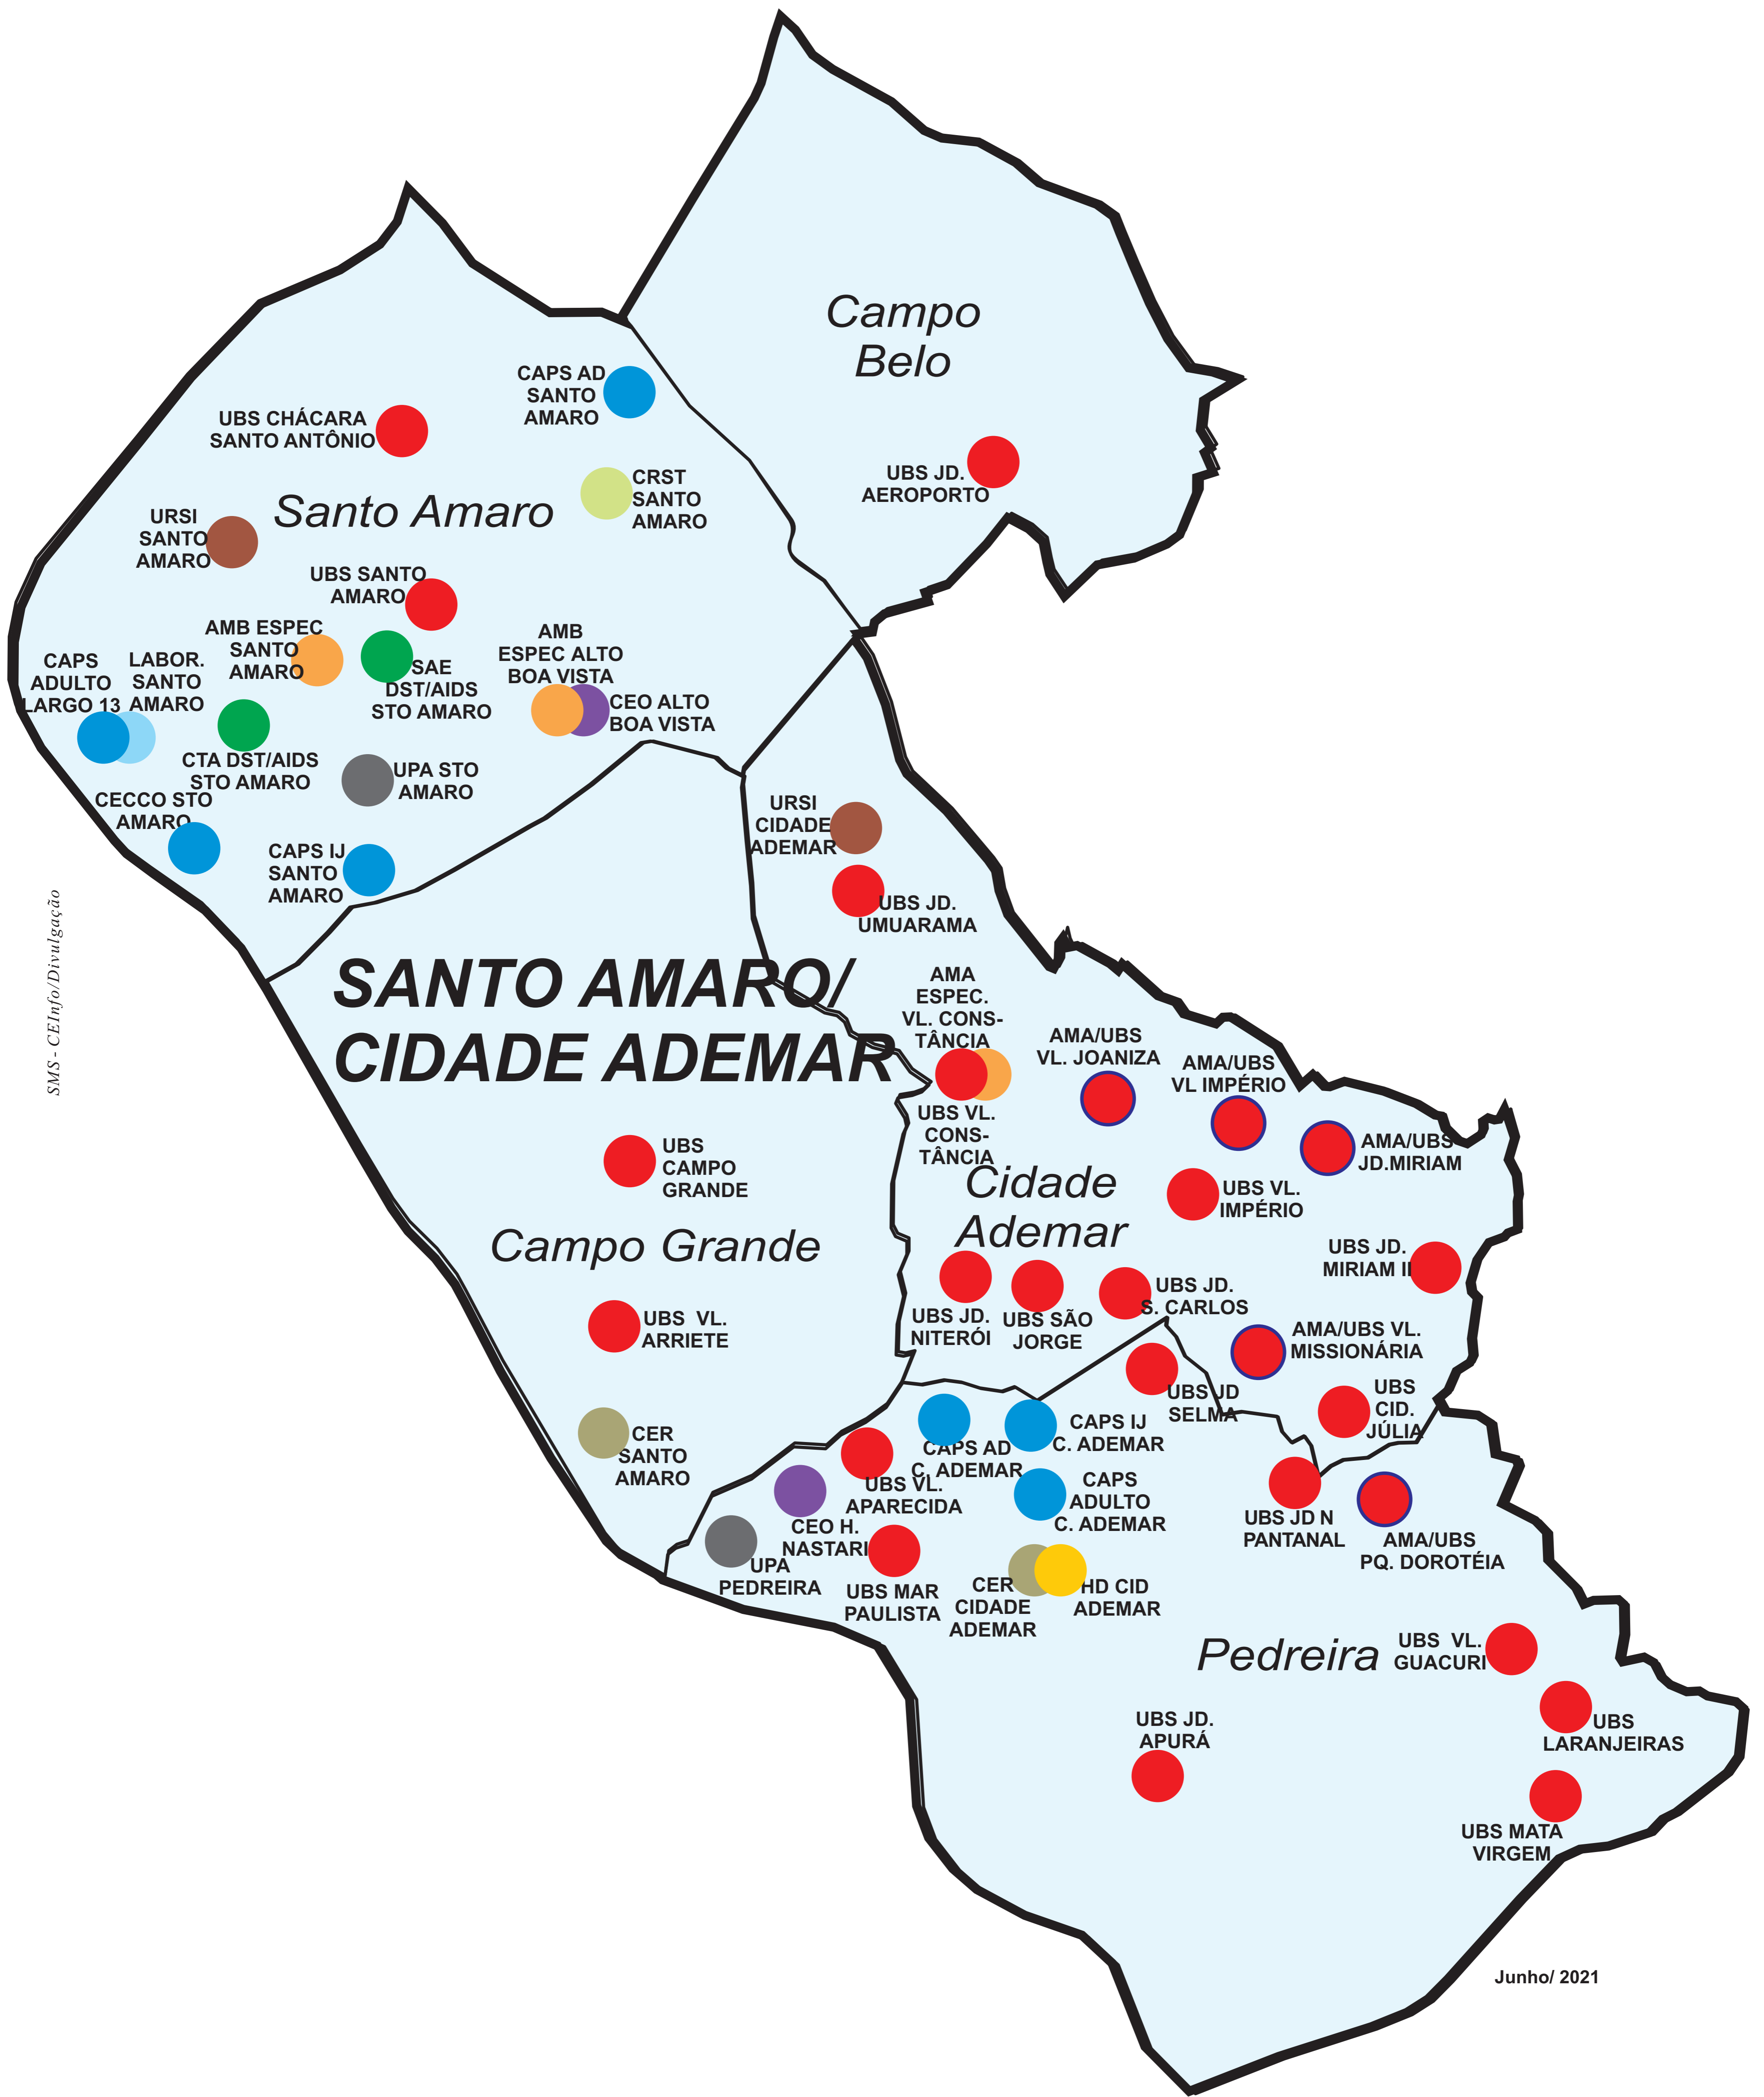 Campo
Belo
CAPS AD
SANTO
AMARO
UBS CHÁCARA
SANTO ANTÔNIO
UBS JD.
AEROPORTO
CRST
SANTO
AMARO
Santo Amaro
URSI
SANTO
AMARO
UBS SANTO
AMARO
AMB ESPEC
SANTO
AMARO
AMB
ESPEC ALTO
BOA VISTA
CAPS
ADULTO
LARGO 13
LABOR.
SANTO
AMARO
SAE
DST/AIDS
STO AMARO
CEO ALTO
BOA VISTA
CTA DST/AIDS
STO AMARO
UPA STO
AMARO
CECCO STO
AMARO
CAPS IJ
SANTO
AMARO
URSI
CIDADE
ADEMAR
UBS JD.
UMUARAMA
SMS - CEInfo/Divulgação
SANTO AMARO/
CIDADE ADEMAR
AMA
ESPEC.
VL. CONS-
TÂNCIA
AMA/UBS
VL. JOANIZA
AMA/UBS
VL IMPÉRIO
UBS VL.
CONS-
TÂNCIA
AMA/UBS
JD.MIRIAM
UBS
CAMPO
GRANDE
Cidade
Ademar
UBS VL.
IMPÉRIO
Campo Grande
UBS JD.
MIRIAM II
UBS JD.
NITERÓI
UBS SÃO
JORGE
UBS JD.
S. CARLOS
UBS  VL.
ARRIETE
AMA/UBS VL.
MISSIONÁRIA
UBS JD
SELMA
UBS
CID.
JÚLIA
CER
SANTO
AMARO
CAPS AD
C. ADEMAR
CAPS IJ
C. ADEMAR
UBS VL.
APARECIDA
CAPS
ADULTO
C. ADEMAR
CEO H.
NASTARI
UBS JD N
PANTANAL
AMA/UBS
PQ. DOROTÉIA
UPA
PEDREIRA
UBS MAR
PAULISTA
CER
CIDADE
ADEMAR
HD CID
ADEMAR
Pedreira
UBS  VL.
GUACURI
UBS
LARANJEIRAS
UBS JD.
APURÁ
UBS MATA
VIRGEM
Junho/ 2021